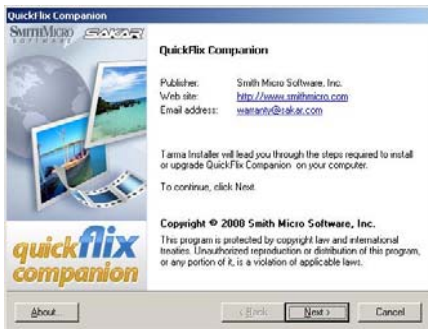 QuickFlix Companion
SMITHMICRO SAKAR
SOFTWARE
QuickFlix Companion
Publisher: Smith Micro Software, Inc.
Web site: http://www.smithmicro.com
Email address: warranty@sakar.com
Tarma Installer will lead you through the steps required to install
or upgrade QuickFlix Companion on your computer.
To continue, click Next.
Copyright © 2008 Smith Micro Software, Inc.
This program is protected by copyright law and international
treaties. Unauthorized reproduction or distribution of this program,
or any portion of it, is a violation of applicable laws.
quickflix
companion
About... < Back Next > Cancel